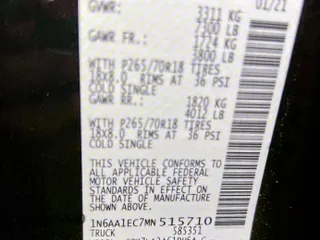 01/21
GVWR: 3311 KG
7300 LB
GAWR FR.: 1724 KG
3800 LB
WITH P265/70R18 TIRES
18X8.0 RIMS AT 36 PSI
COLD SINGLE
GAWR RR.: 1820 KG
4012 LB
WITH P265/70R18 TIRES
18X8.0 RIMS AT 36 PSI
COLD SINGLE
THIS VEHICLE CONFORMS TO
ALL APPLICABLE FEDERAL
MOTOR VEHICLE SAFETY
STANDARDS IN EFFECT ON
THE DATE OF MANUFACTURE
SHOWN ABOVE.
1N6AA1EC7MN515710
TRUCK 585351